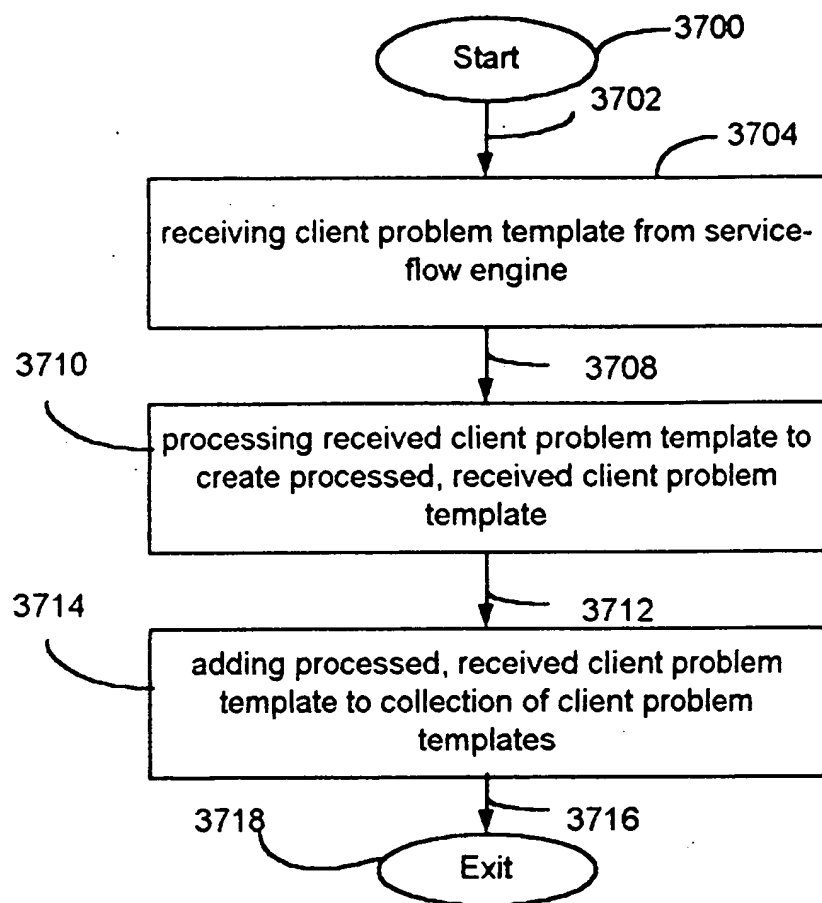 3700
Start
3702
3704
receiving client problem template from service-
flow engine
3708
3710
processing received client problem template to
create processed, received client problem
template
3712
3714
adding processed, received client problem
template to collection of client problem
templates
3716
3718
Exit